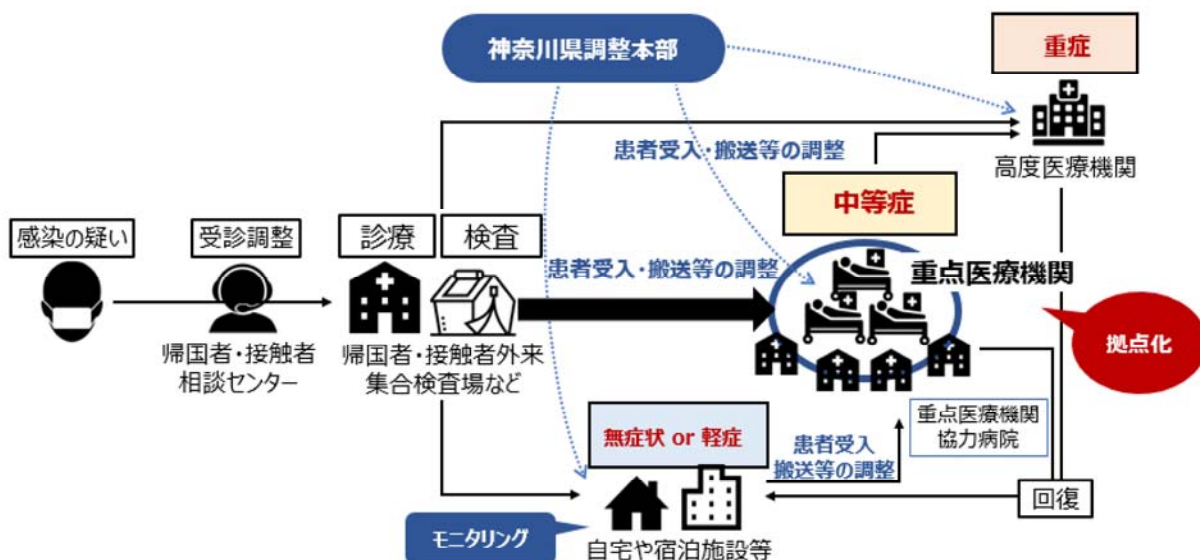 神奈川県調整本部
重症
患者受入・搬送等の調整
高度医療機関
中等症
感染の疑い
受診調整
診療
検査
患者受入・搬送等の調整
重点医療機関
拠点化
帰国者・接触者
相談センター
帰国者・接触者外来
集合検査場など
重点医療機関
協力病院
無症状 or 軽症
患者受入
搬送等の調整
回復
モニタリング
自宅や宿泊施設等